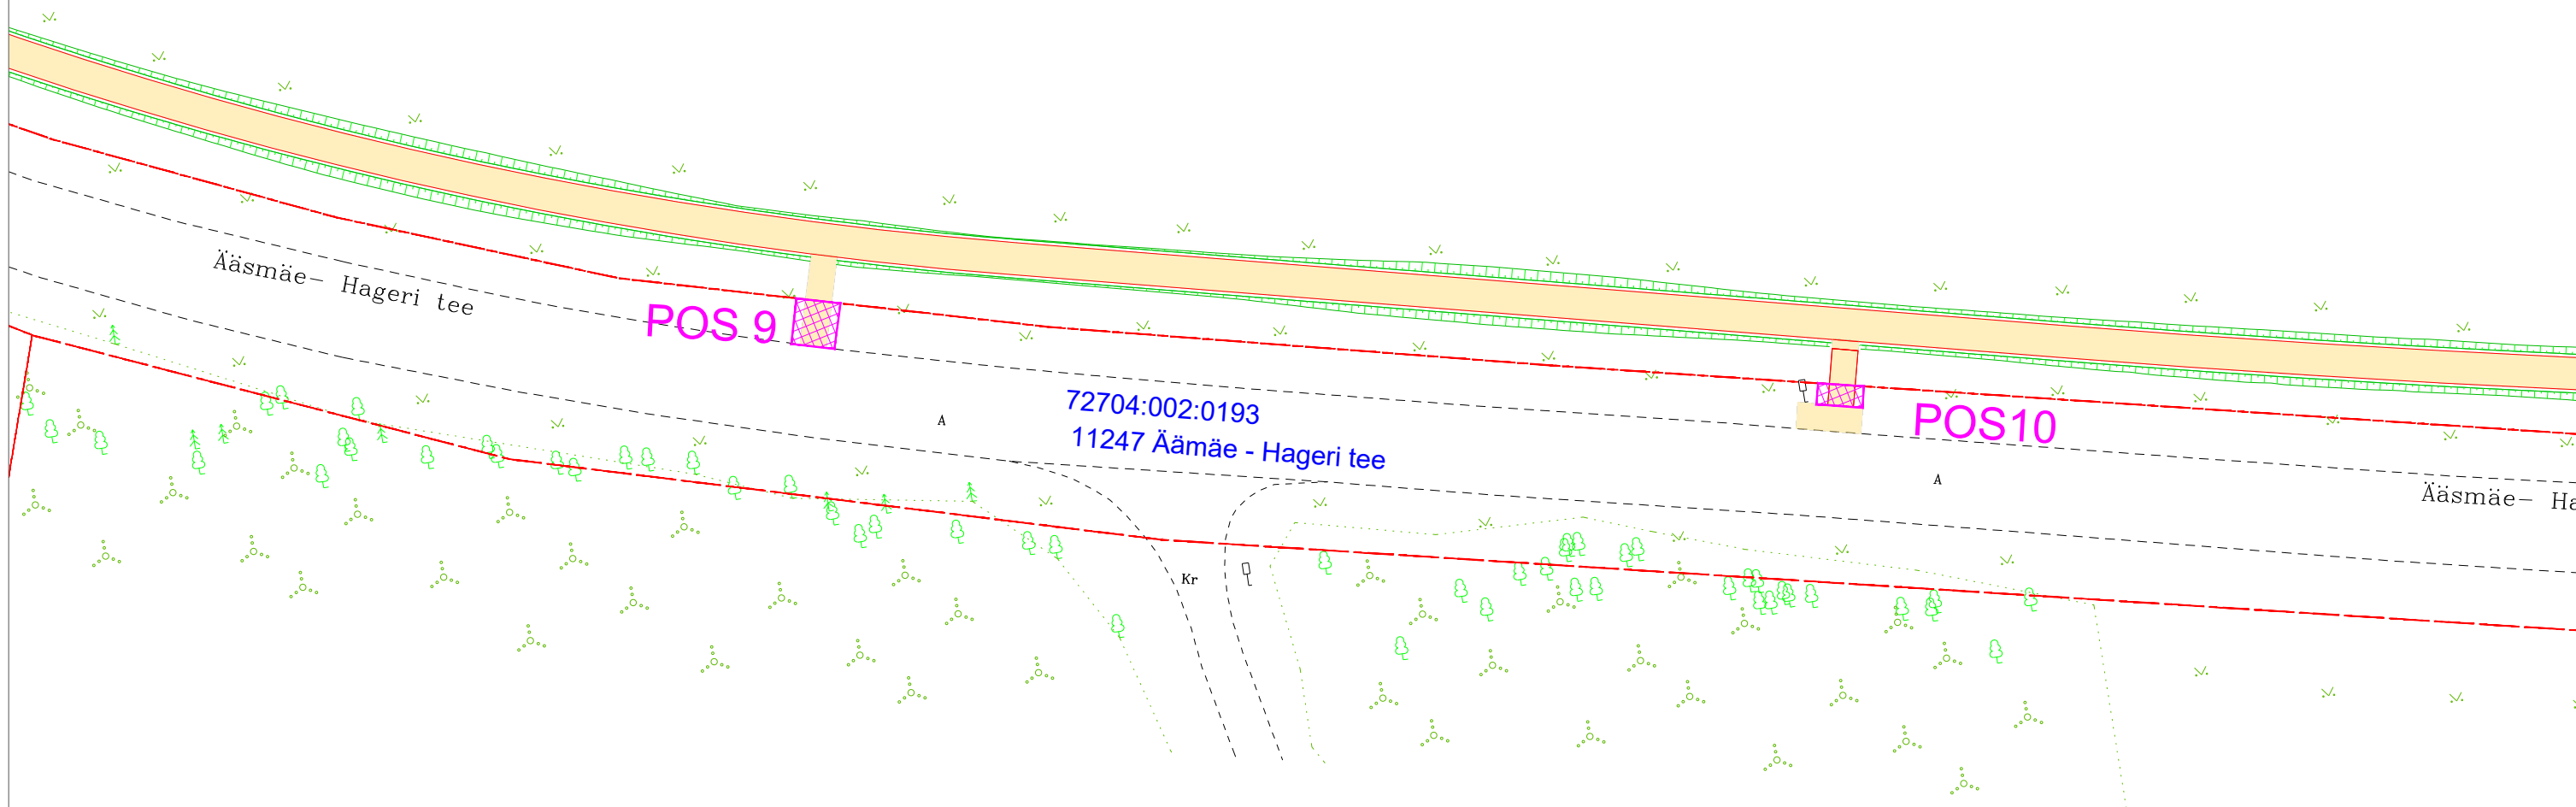 Ääsmäe– Hageri tee
POS 9
72704:002:0193
11247 Äämäe - Hageri tee
A
POS10
A
Ääsmäe– Ha
Kr